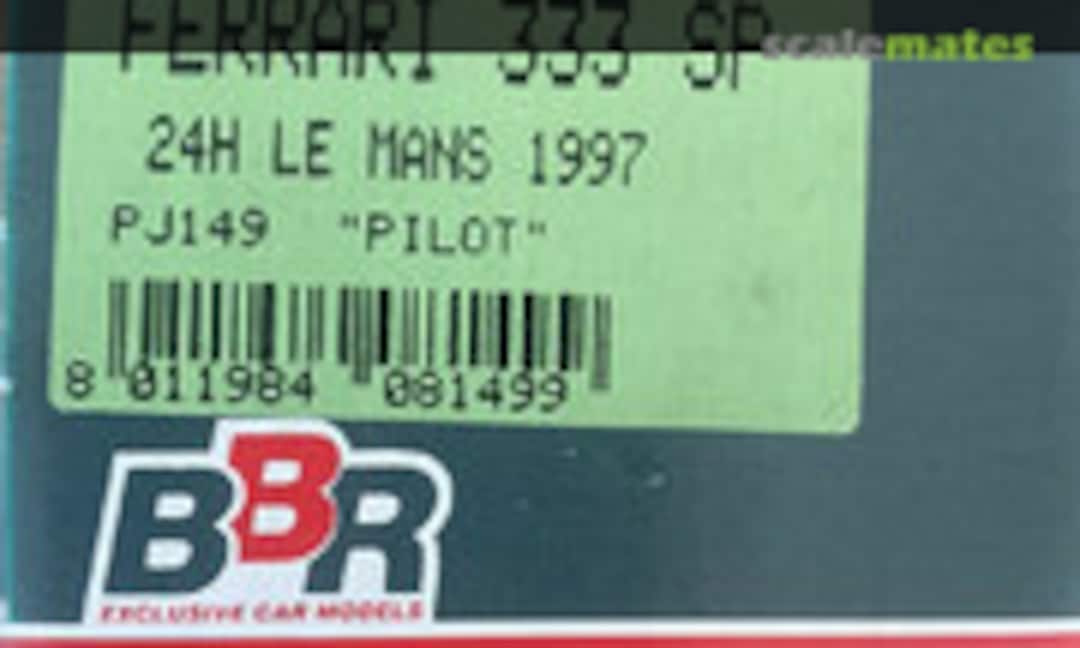 FERRARI 333 SP
scalemates
24H LE MANS 1997
PJ149 "PILOT"
8 011984 081499
BBR
EXCLUSIVE CAR MODELS